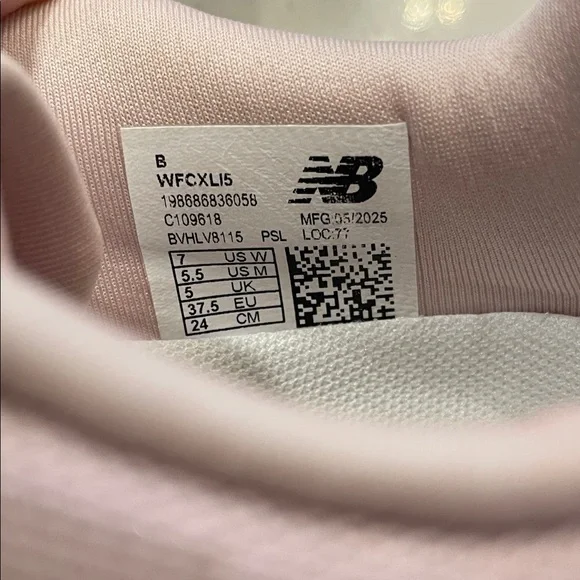 B
WFCXLI5
198686836058
C109618
BVHLV8115 PSL
NB
MFG:05/2025
LOC:77
7 US W
5.5 US M
5 UK
37.5 EU
24 CM